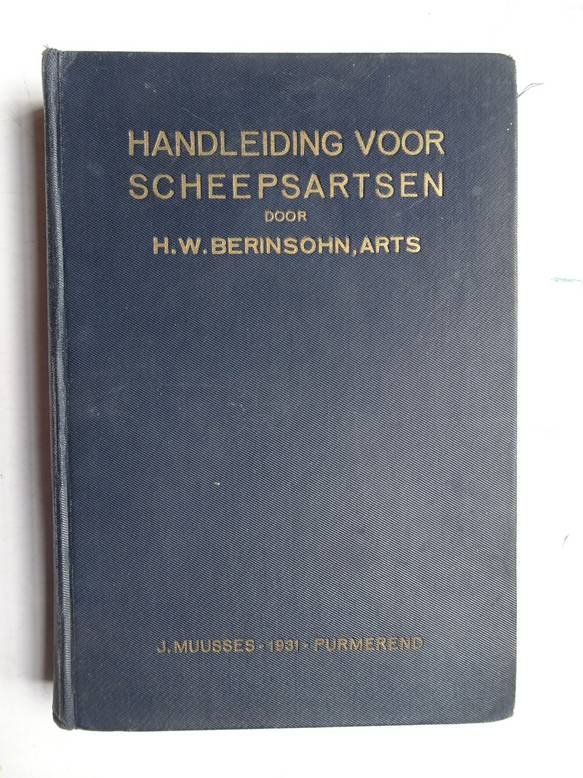 HANDLEIDING VOOR
SCHEEPSARTSEN
DOOR
H.W. BERINSOHN, ARTS
J. MUUSSES - 1931 - PURMEREND